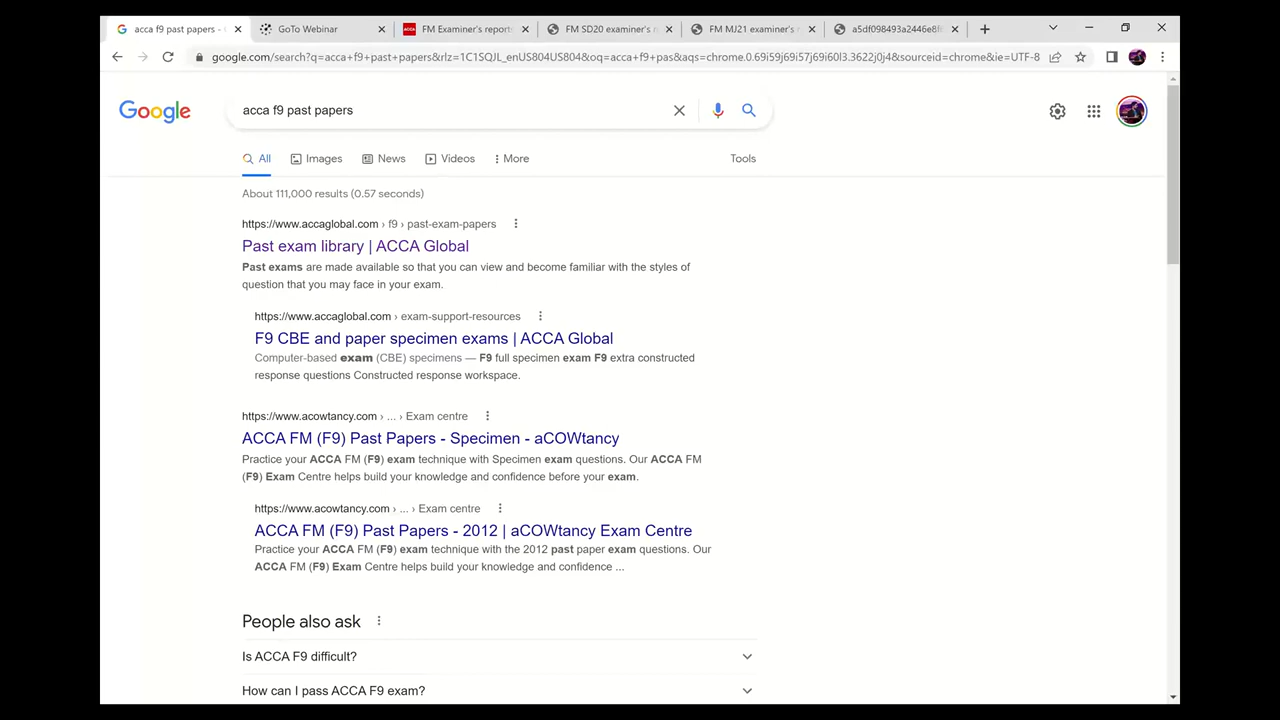 acca f9 past papers - G
GoTo Webinar
ACCA
FM Examiner's reports
FM SD20 examiner's r
FM MJ21 examiner's r
a5df098493a2446e8f
google.com/search?q=acca+f9+past+papers&rlz=1C1SQJL_enUS804US804&oq=acca+f9+pas&aqs=chrome.0.69i59j69i57j69i60l3.3622j0j4&sourceid=chrome&ie=UTF-8
Google
acca f9 past papers
All
Images
News
Videos
More
Tools
About 111,000 results (0.57 seconds)
https://www.accaglobal.com › f9 › past-exam-papers
Past exam library | ACCA Global
Past exams are made available so that you can view and become familiar with the styles of
question that you may face in your exam.
https://www.accaglobal.com › exam-support-resources
F9 CBE and paper specimen exams | ACCA Global
Computer-based exam (CBE) specimens — F9 full specimen exam F9 extra constructed
response questions Constructed response workspace.
https://www.acowtancy.com › ... › Exam centre
ACCA FM (F9) Past Papers - Specimen - aCOWtancy
Practice your ACCA FM (F9) exam technique with Specimen exam questions. Our ACCA FM
(F9) Exam Centre helps build your knowledge and confidence before your exam.
https://www.acowtancy.com › ... › Exam centre
ACCA FM (F9) Past Papers - 2012 | aCOWtancy Exam Centre
Practice your ACCA FM (F9) exam technique with the 2012 past paper exam questions. Our
ACCA FM (F9) Exam Centre helps build your knowledge and confidence ...
People also ask
Is ACCA F9 difficult?
How can I pass ACCA F9 exam?